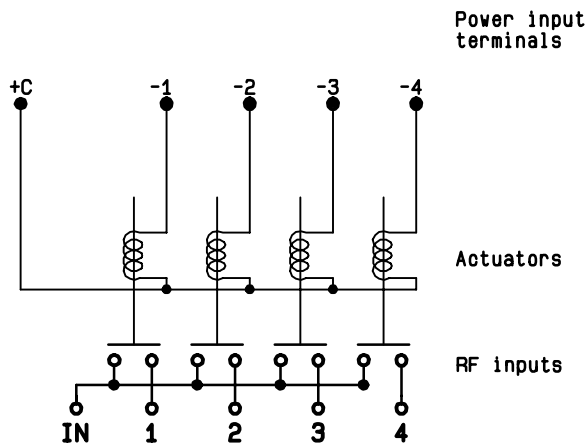 Power input
terminals
+C -1 -2 -3 -4
Actuators
RF inputs
IN 1 2 3 4